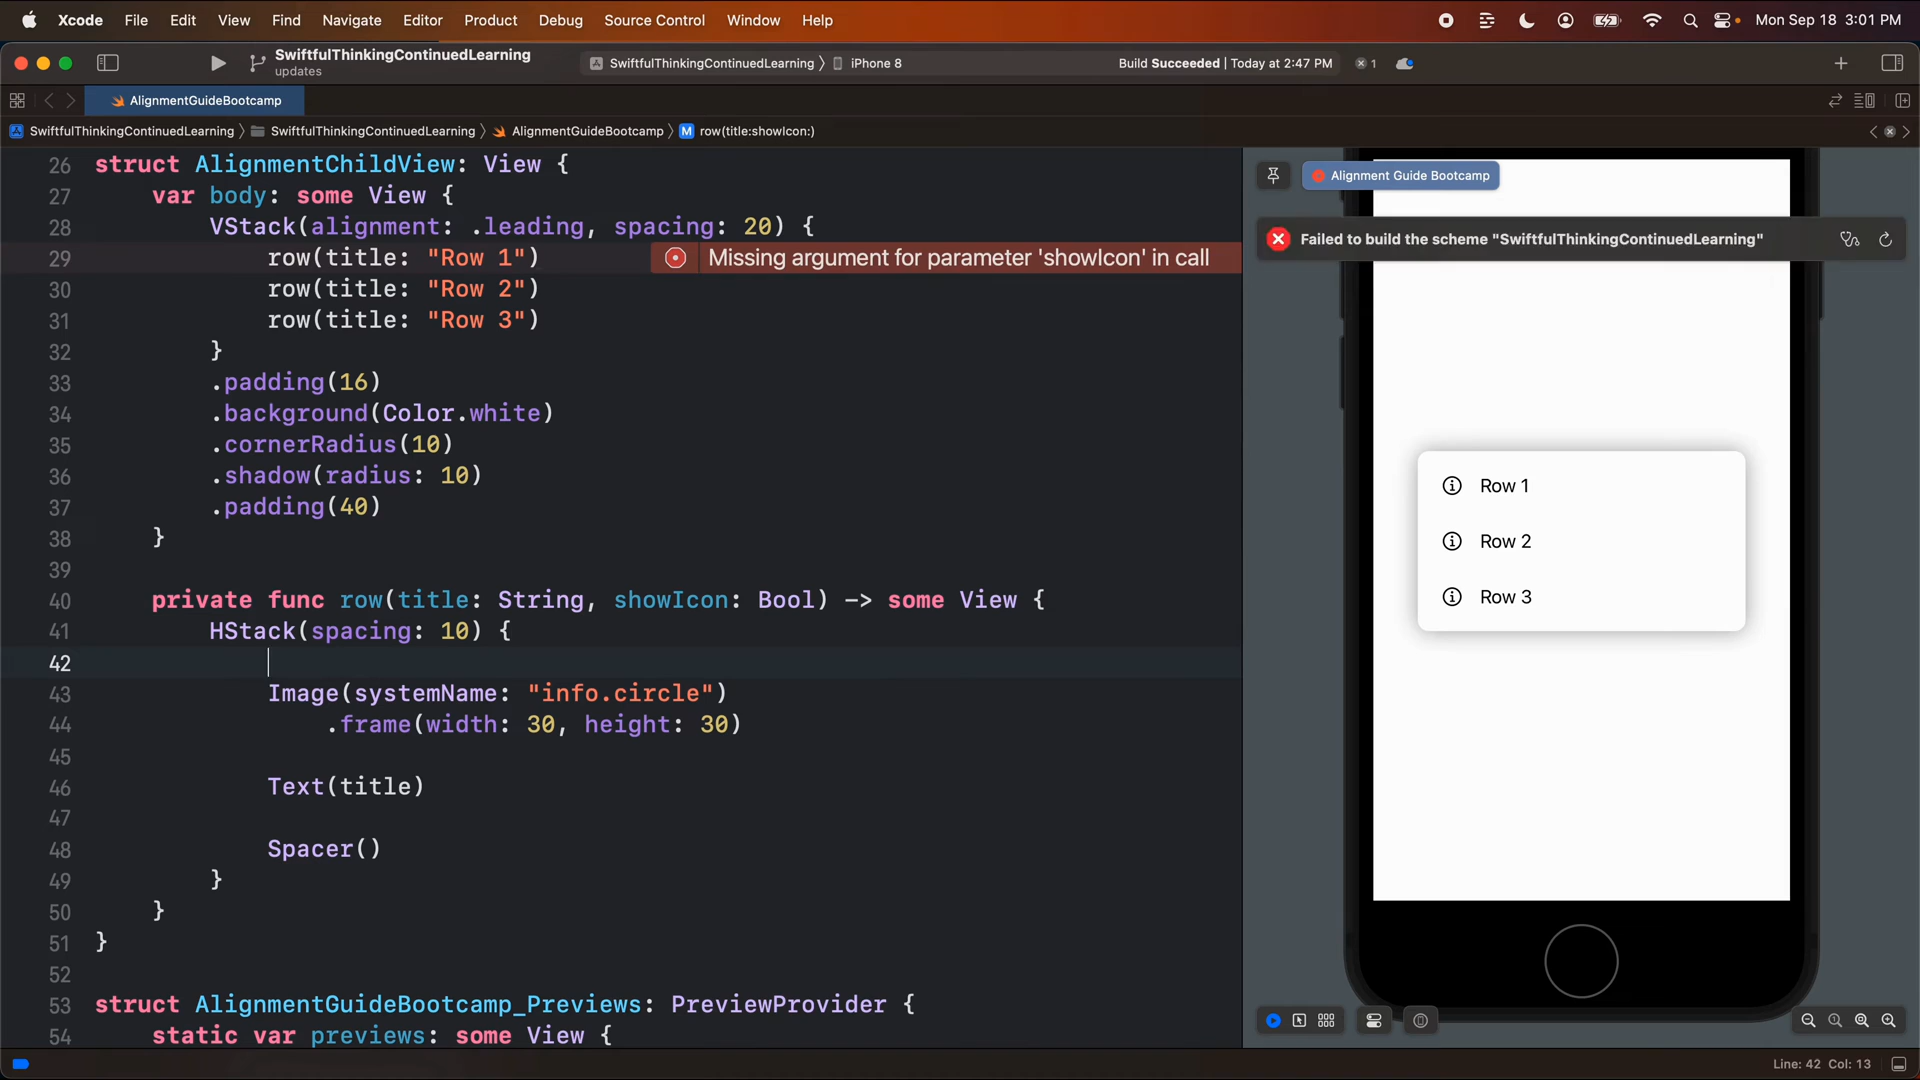 Xcode File Edit View Find Navigate Editor Product Debug Source Control Window Help Mon Sep 18 3:01 PM
SwiftfulThinkingContinuedLearning
updates
SwiftfulThinkingContinuedLearning 〉 iPhone 8 Build Succeeded | Today at 2:47 PM 1
AlignmentGuideBootcamp
SwiftfulThinkingContinuedLearning 〉 SwiftfulThinkingContinuedLearning 〉 AlignmentGuideBootcamp 〉 M row(title:showIcon:)
26 struct AlignmentChildView: View {
27 var body: some View {
28 VStack(alignment: .leading, spacing: 20) {
29 row(title: "Row 1") Missing argument for parameter 'showIcon' in call
30 row(title: "Row 2")
31 row(title: "Row 3")
32 }
33 .padding(16)
34 .background(Color.white)
35 .cornerRadius(10)
36 .shadow(radius: 10)
37 .padding(40)
38 }
39
40 private func row(title: String, showIcon: Bool) -> some View {
41 HStack(spacing: 10) {
42
43 Image(systemName: "info.circle")
44 .frame(width: 30, height: 30)
45
46 Text(title)
47
48 Spacer()
49 }
50 }
51 }
52
53 struct AlignmentGuideBootcamp_Previews: PreviewProvider {
54 static var previews: some View {
Alignment Guide Bootcamp
Failed to build the scheme "SwiftfulThinkingContinuedLearning"
Row 1
Row 2
Row 3
Line: 42 Col: 13